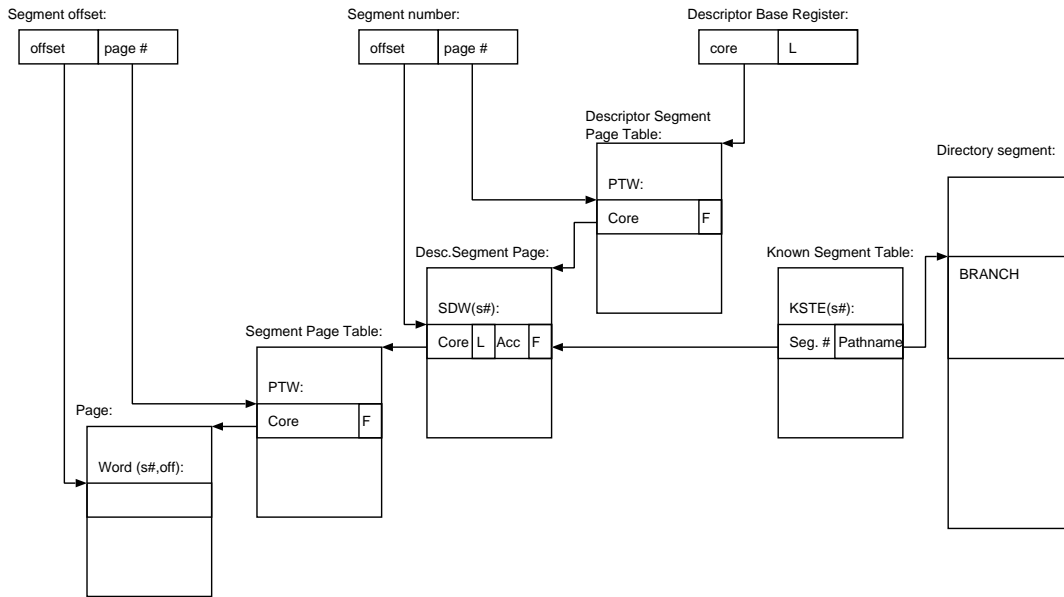 Segment offset:
Segment number:
Descriptor Base Register:
offset
page #
offset
page #
core
L
Descriptor Segment
Page Table:
Directory segment:
PTW:
Core
F
Desc.Segment Page:
Known Segment Table:
BRANCH
SDW(s#):
KSTE(s#):
Segment Page Table:
Core
L
Acc
F
Seg. #
Pathname
PTW:
Page:
Core
F
Word (s#,off):